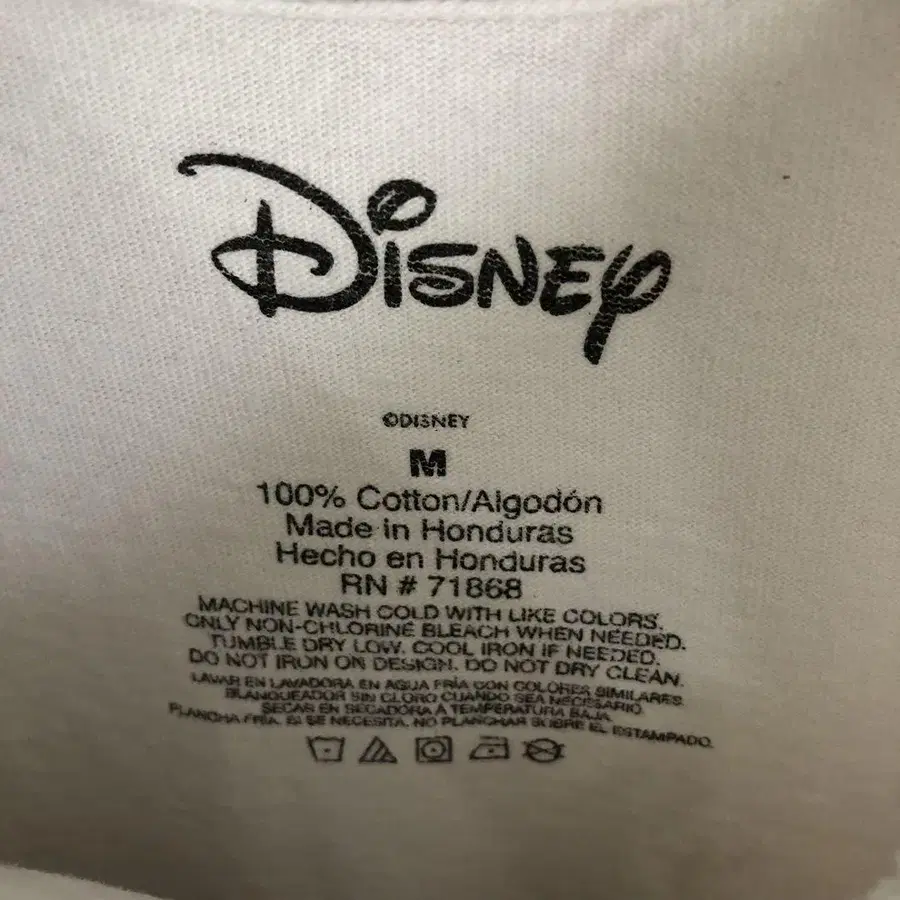 Disney
©DISNEY
M
100% Cotton/Algodón
Made in Honduras
Hecho en Honduras
RN # 71868
MACHINE WASH COLD WITH LIKE COLORS.
ONLY NON-CHLORINE BLEACH WHEN NEEDED.
TUMBLE DRY LOW. COOL IRON IF NEEDED.
DO NOT IRON ON DESIGN. DO NOT DRY CLEAN.
LAVAR EN LAVADORA EN AGUA FRÍA CON COLORES SIMILARES.
BLANQUEADOR SIN CLORO CUANDO SEA NECESARIO.
SECAR EN SECADORA A TEMPERATURA BAJA.
PLANCHA FRÍA, SI SE NECESITA. NO PLANCHAR SOBRE EL ESTAMPADO.